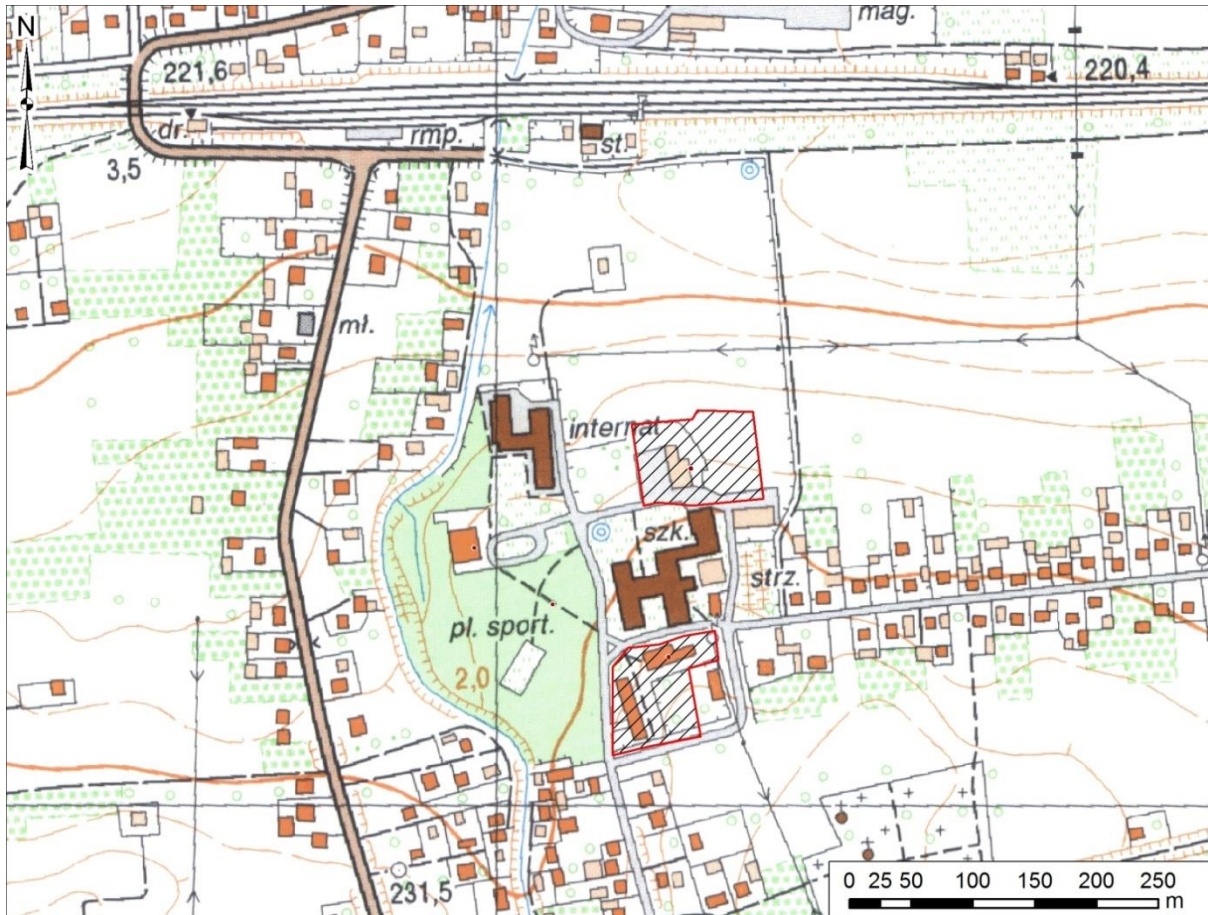 mag.
N
221,6
220,4
dr.
rmp.
st.
3,5
mł.
internat
szk.
strz.
pl. sport.
2,0
231,5
0 25 50 100 150 200 250
m